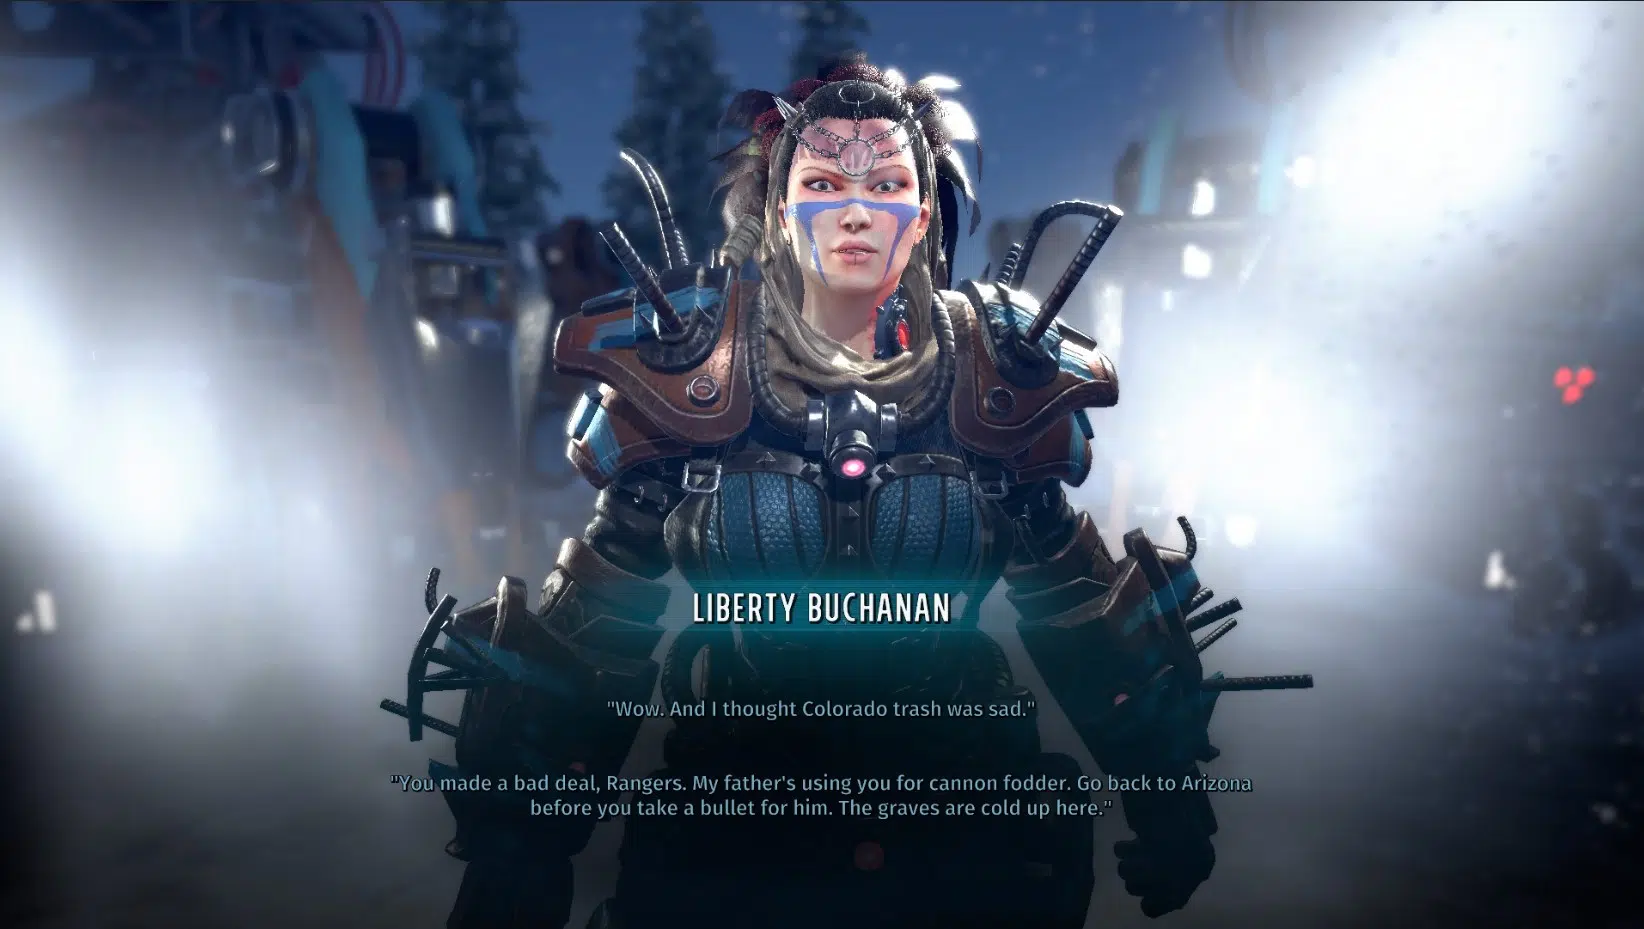 LIBERTY BUCHANAN
"Wow. And I thought Colorado trash was sad."
"You made a bad deal, Rangers. My father's using you for cannon fodder. Go back to Arizona
before you take a bullet for him. The graves are cold up here."